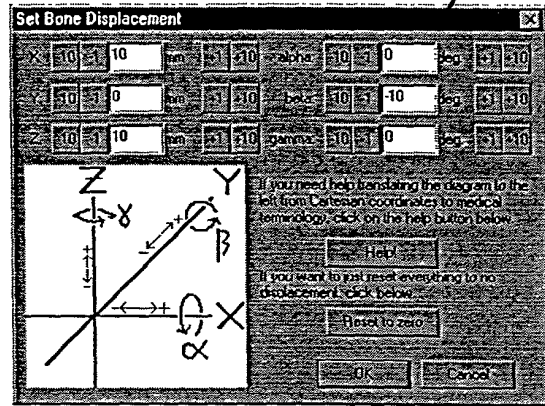 Set Bone Displacement
X: -10 -1 10 mm +1 +10 alpha: -10 -1 0 deg. +1 +10
Y: -10 -1 0 mm +1 +10 beta: -10 -1 -10 deg. +1 +10
Z: -10 -1 10 mm +1 +10 gamma: -10 -1 0 deg. +1 +10
Z Y
γ
β
X
α
If you need help translating the diagram to the
left from Cartesian coordinates to medical
terminology, click on the help button below.
Help!
If you want to just reset everything to no
displacement, click below.
Reset to zero
OK Cancel